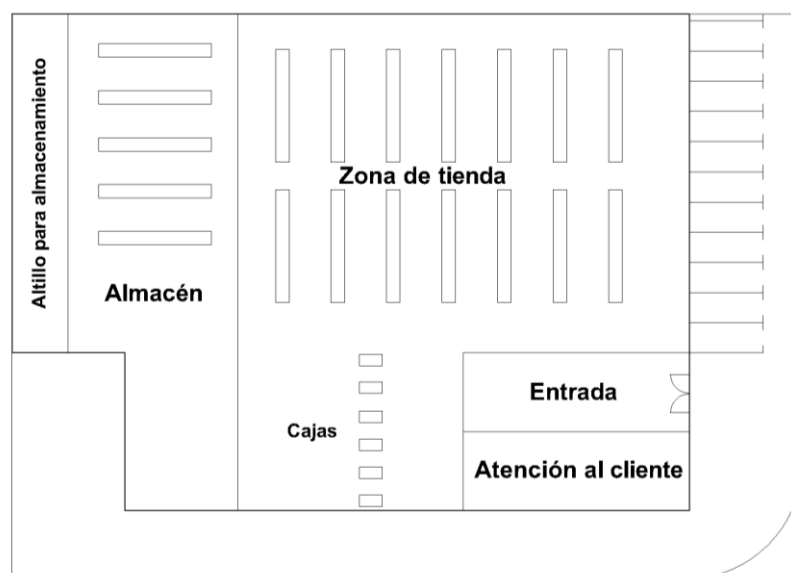 Altillo para almacenamiento
Zona de tienda
Almacén
Entrada
Cajas
Atención al cliente